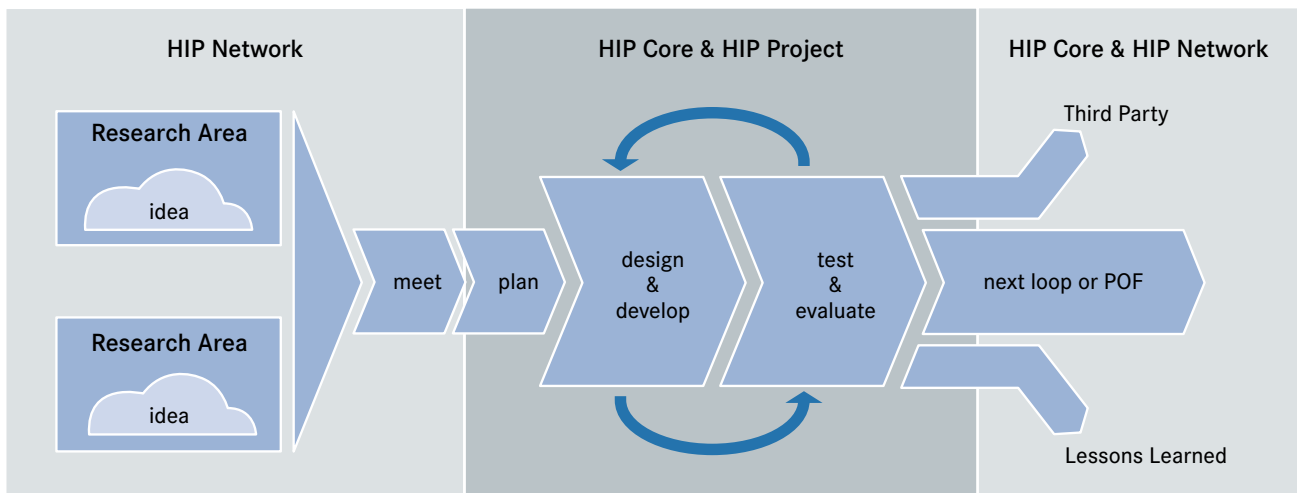 HIP Network
Research Area
idea
Research Area
idea
meet
HIP Core & HIP Project
plan
design
&
develop
test
&
evaluate
HIP Core & HIP Network
Third Party
next loop or POF
Lessons Learned